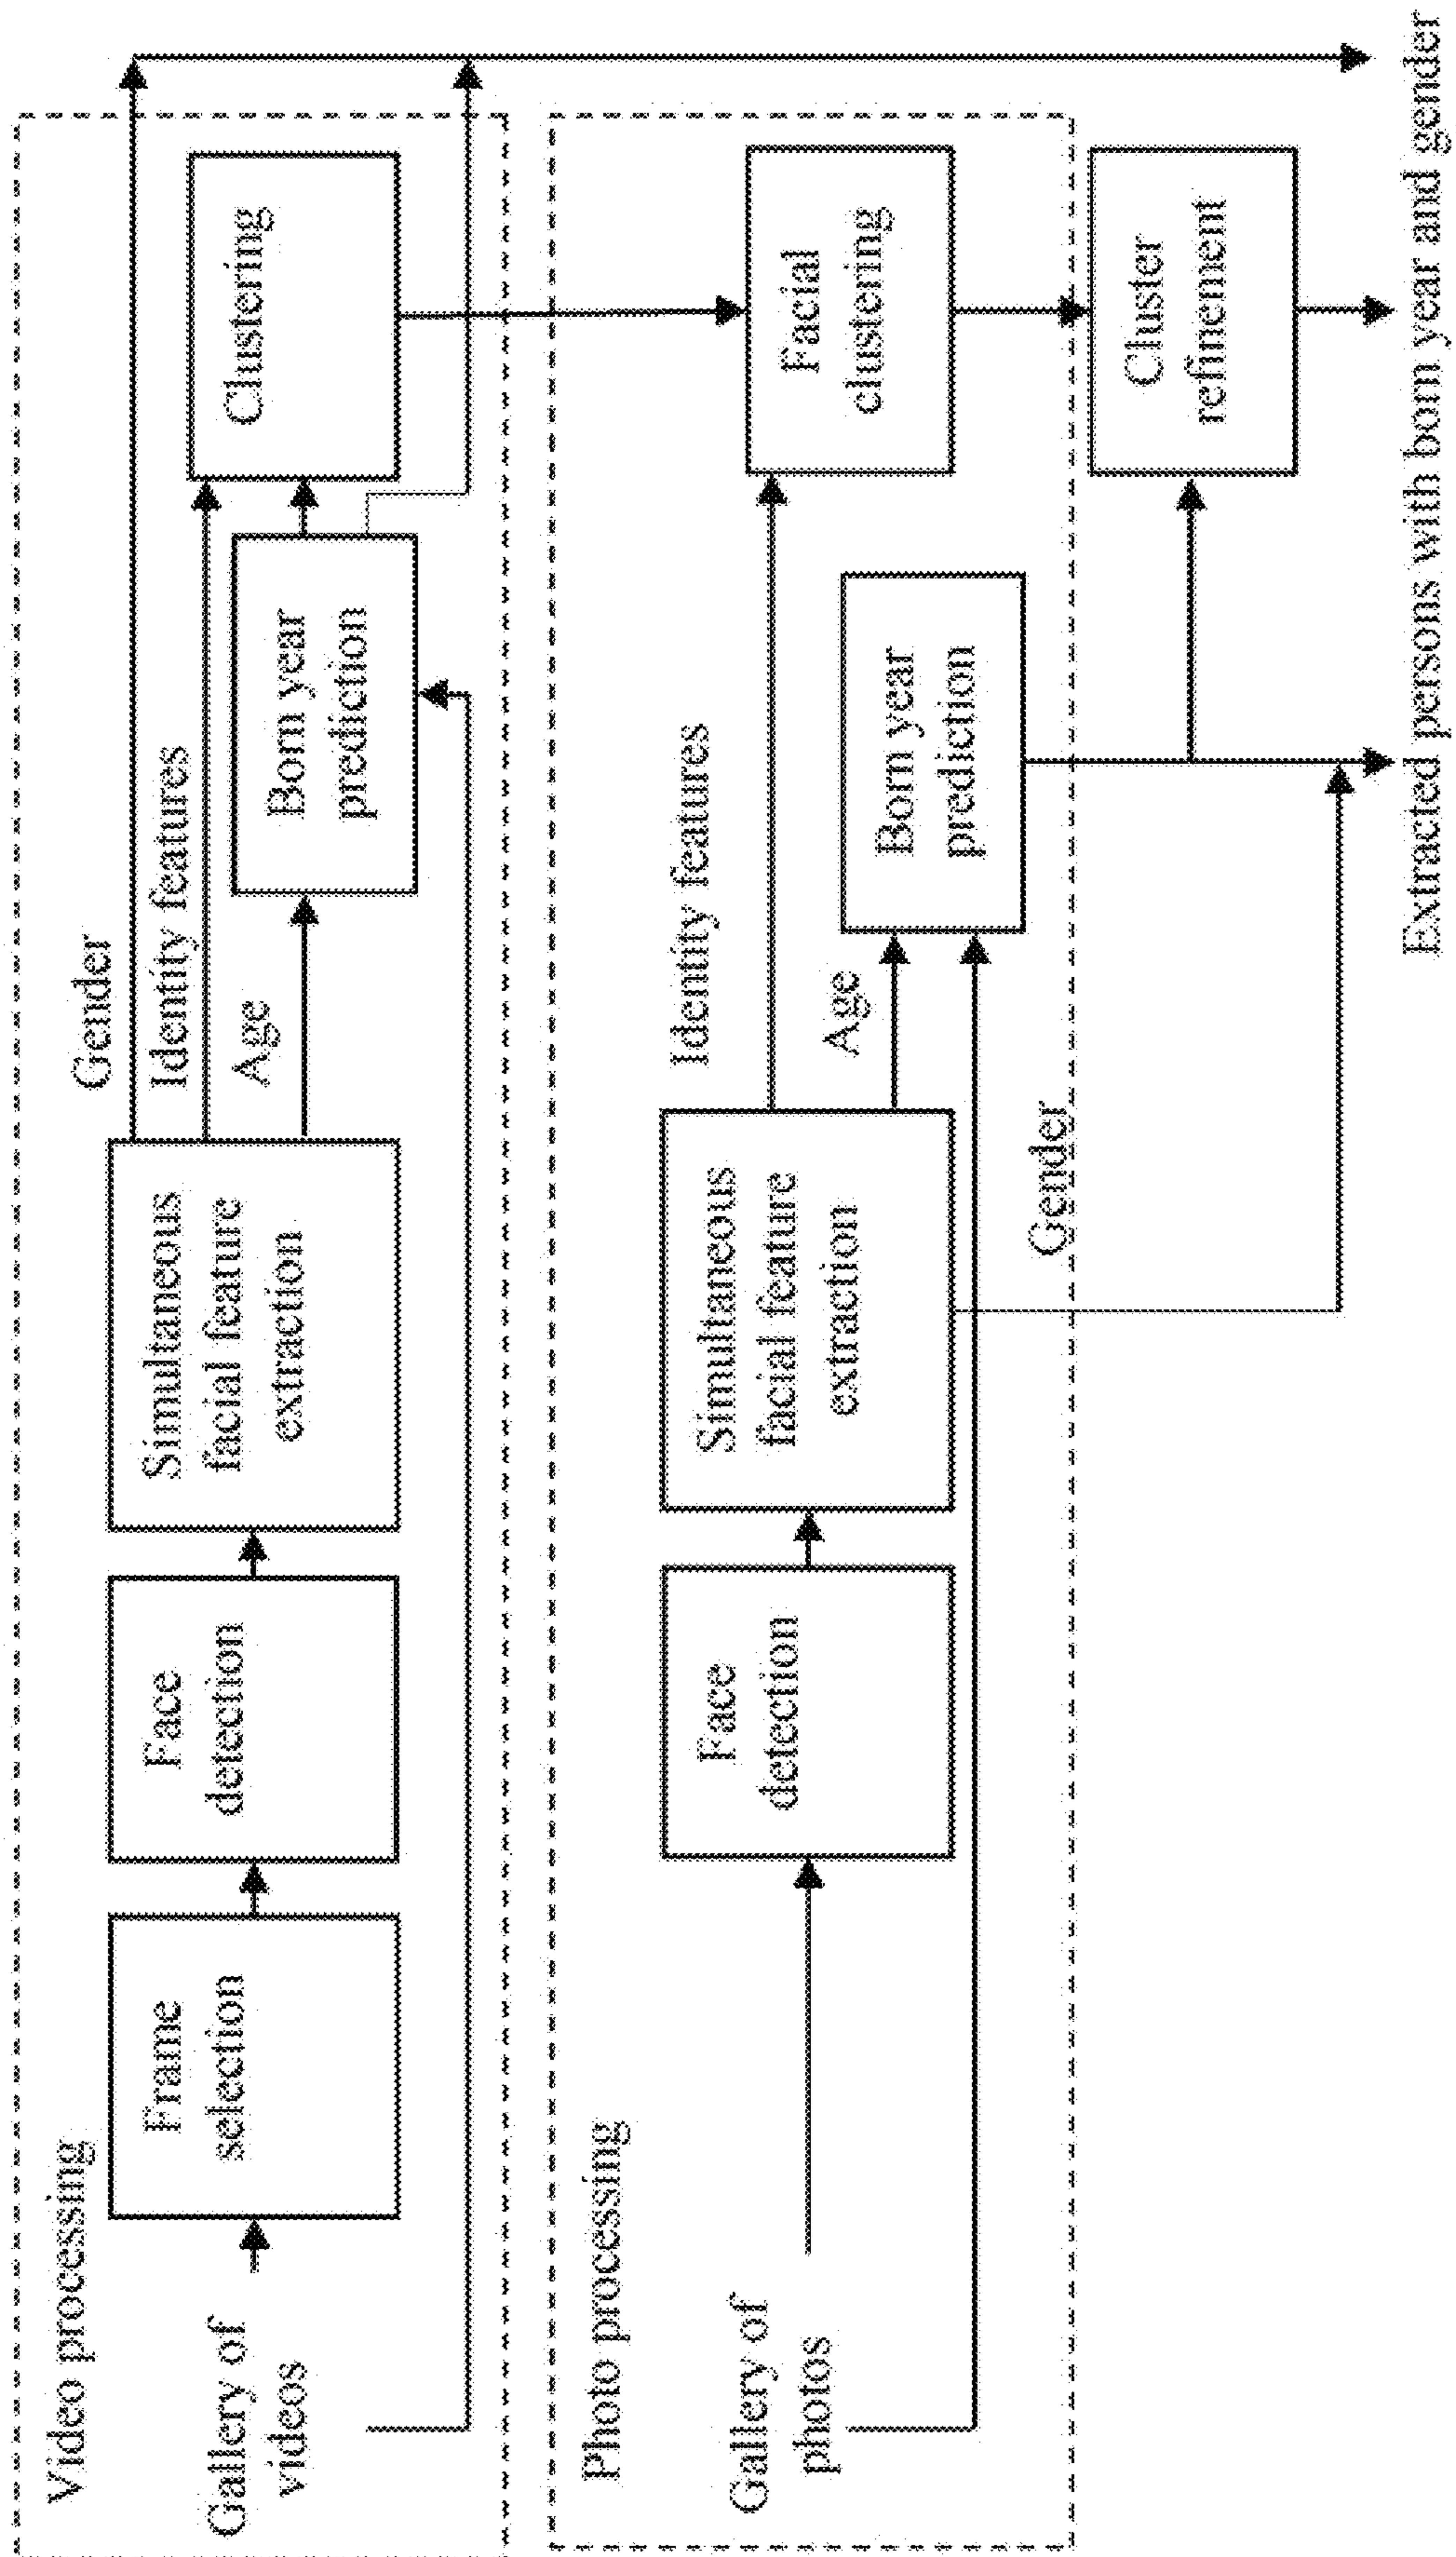 Video processing
Gallery of
videos
Frame
selection
Face
detection
Simultaneous
facial feature
extraction
Gender
Identity features
Age
Born year
prediction
Clustering
Photo processing
Gallery of
photos
Face
detection
Simultaneous
facial feature
extraction
Identity features
Age
Gender
Born year
prediction
Facial
clustering
Cluster
refinement
Extracted persons with born year and gender